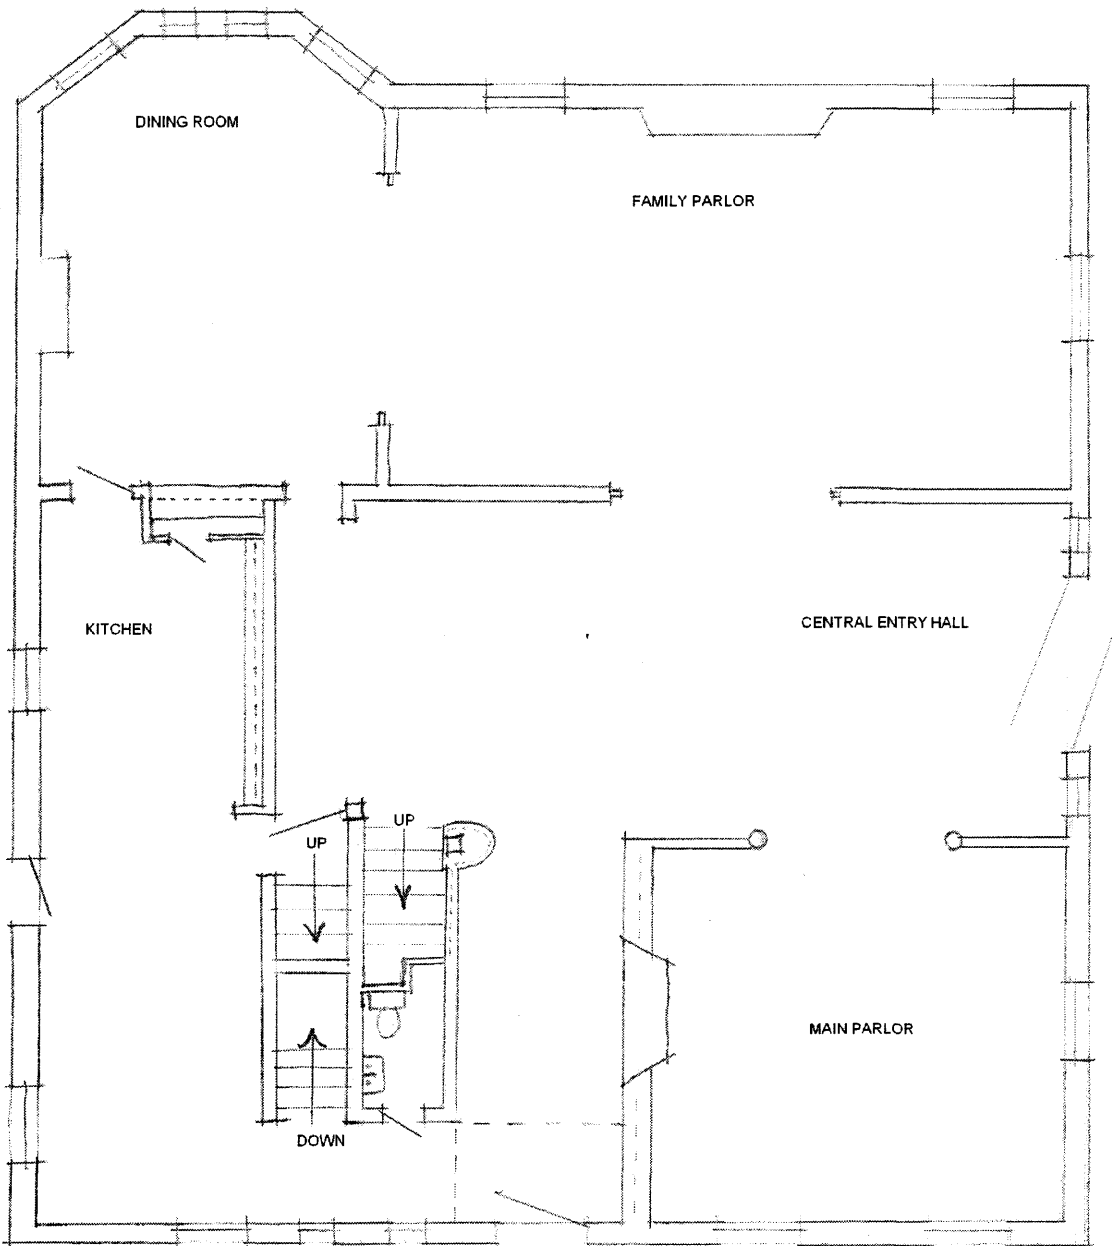 DINING ROOM
FAMILY PARLOR
KITCHEN
CENTRAL ENTRY HALL
UP
UP
MAIN PARLOR
DOWN